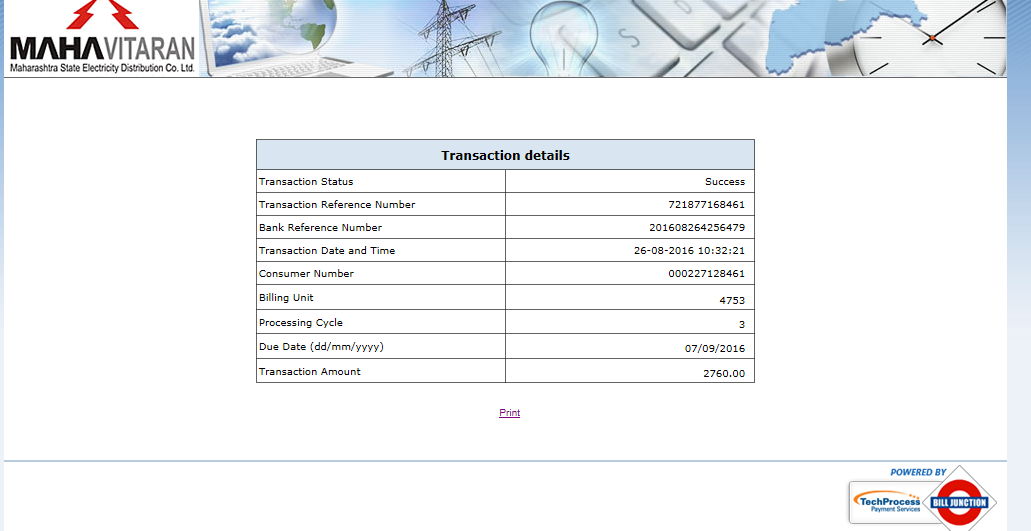 MAHAVITARAN
Maharashtra State Electricity Distribution Co. Ltd.
Transaction details
Transaction Status Success
Transaction Reference Number 721877168461
Bank Reference Number 201608264256479
Transaction Date and Time 26-08-2016 10:32:21
Consumer Number 000227128461
Billing Unit 4753
Processing Cycle 3
Due Date (dd/mm/yyyy) 07/09/2016
Transaction Amount 2760.00
Print
POWERED BY
TechProcess
Payment Services
BILL JUNCTION